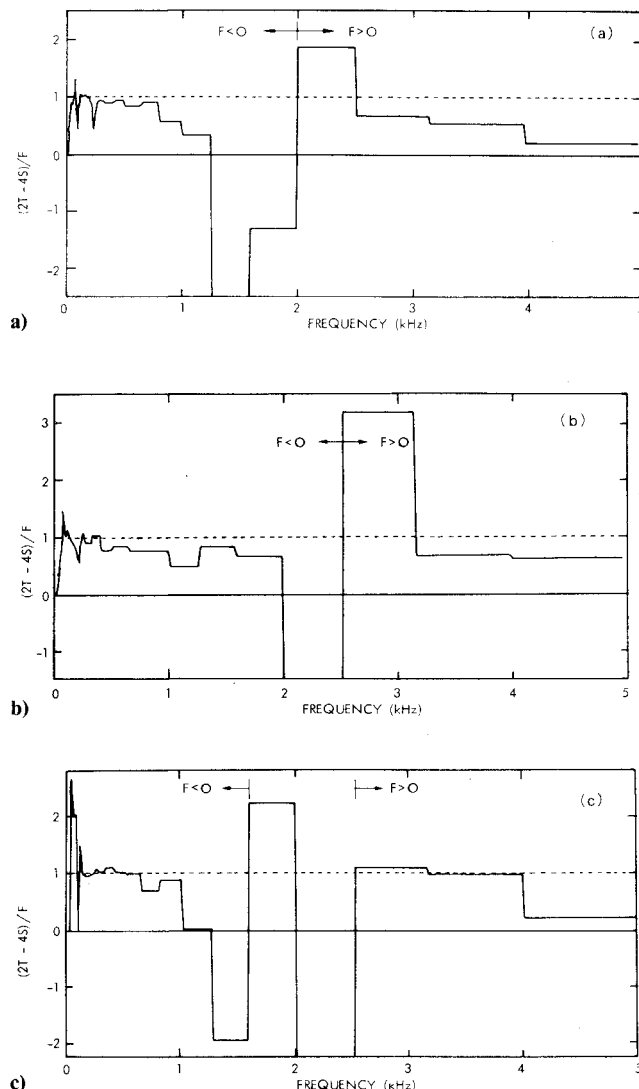 (a)
F<O F>O
2
1
0
-1
-2
(2T - 4S)/F
0 1 2 3 4 5
FREQUENCY (kHz)
a)
(b)
3
F<O F>O
2
1
0
-1
(2T - 4S)/F
0 1 2 3 4 5
FREQUENCY (kHz)
b)
F<O F>O
(c)
2
1
0
-1
-2
(2T - 4S)/F
0 1 2 3 4 5
FREQUENCY (kHz)
c)